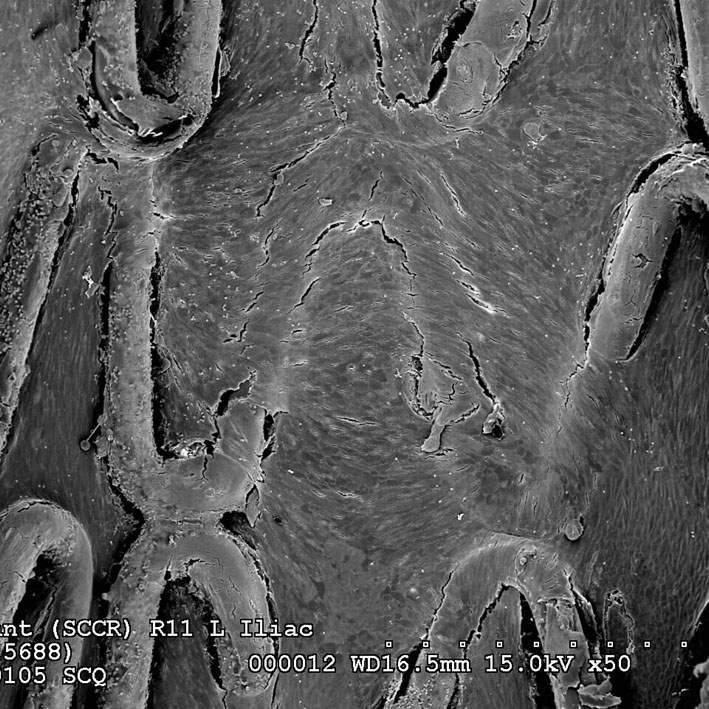 nt (SCCR) R11 L Iliac
5688)
000012 WD16.5mm 15.0kV x50
0105 SCQ